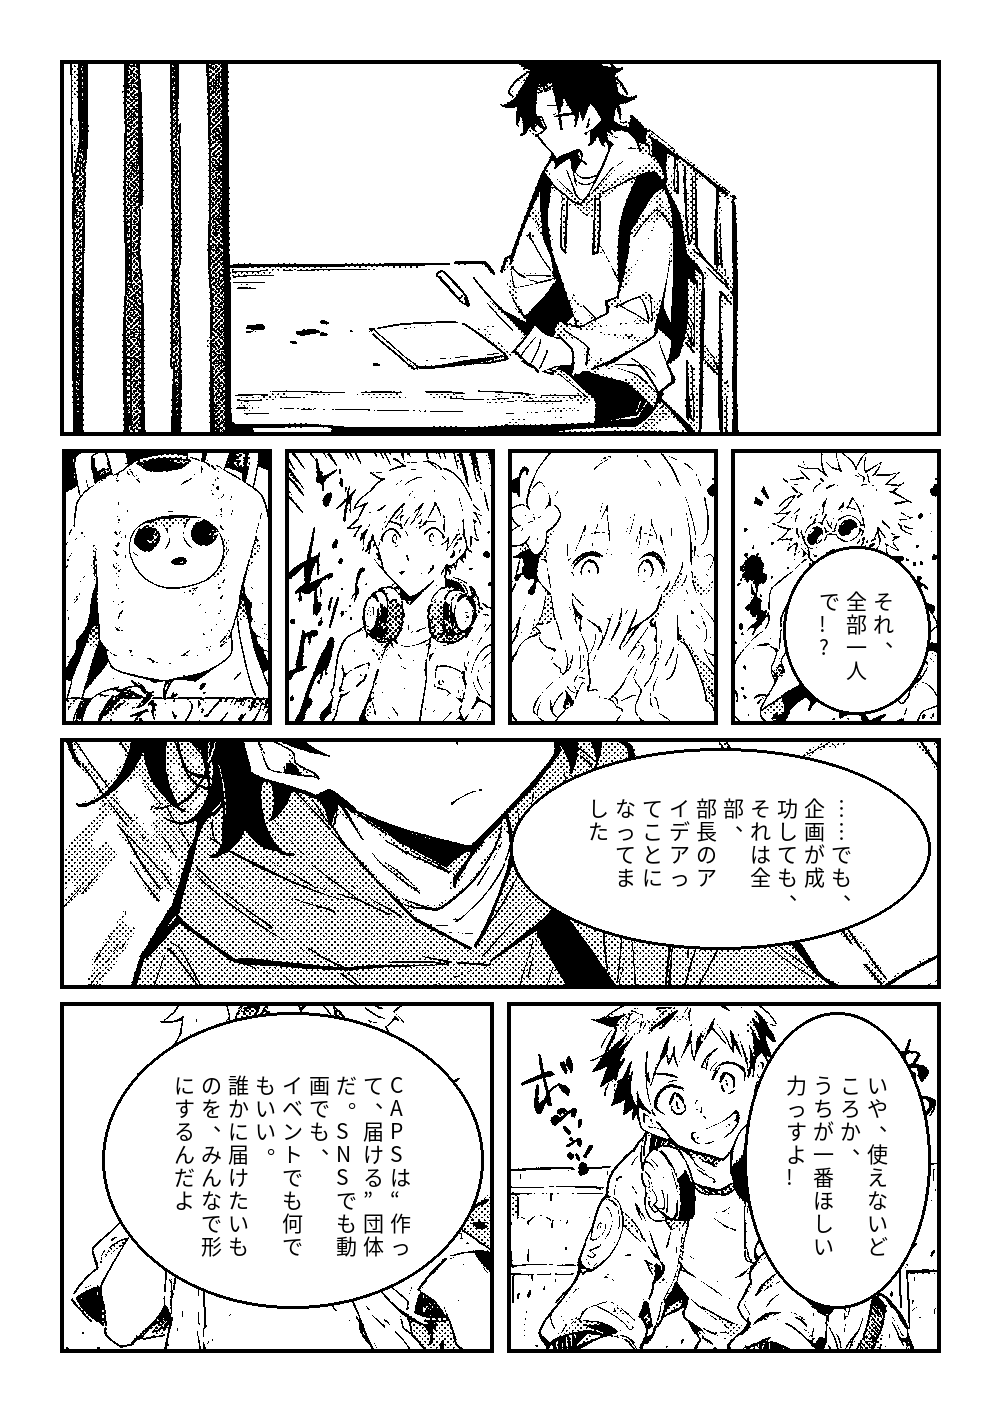 それ、
全部一人
で！？
……でも、
企画が成
功しても、
それは全
部、
部長のア
イデアっ
てことに
なってま
した
いや、使えないど
ころか、
うちが一番ほしい
力っすよ！
CAPSは“作っ
て、届ける”団体
だ。SNSでも動
画でも、
イベントでも何で
もいい。
誰かに届けたいも
のを、みんなで形
にするんだよ